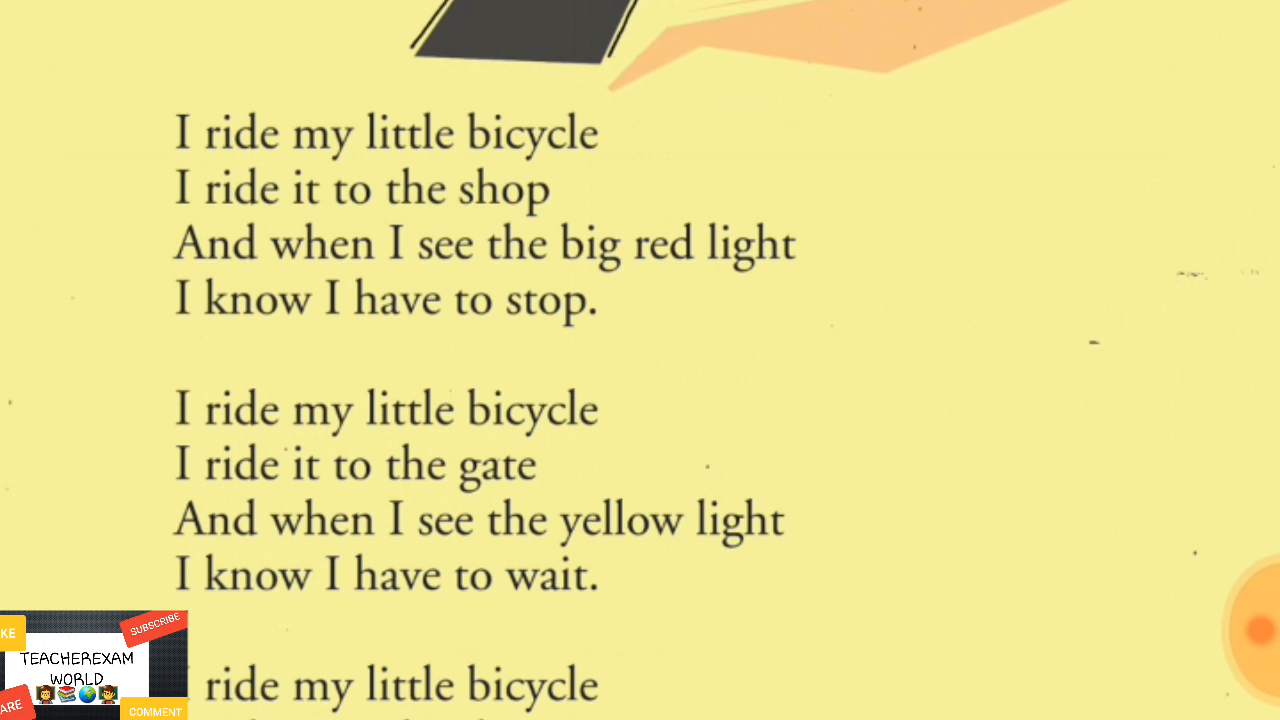 I ride my little bicycle
I ride it to the shop
And when I see the big red light
I know I have to stop.
I ride my little bicycle
I ride it to the gate
And when I see the yellow light
I know I have to wait.
ride my little bicycle
KE
SUBSCRIBE
TEACHEREXAM
WORLD
ARE
COMMENT